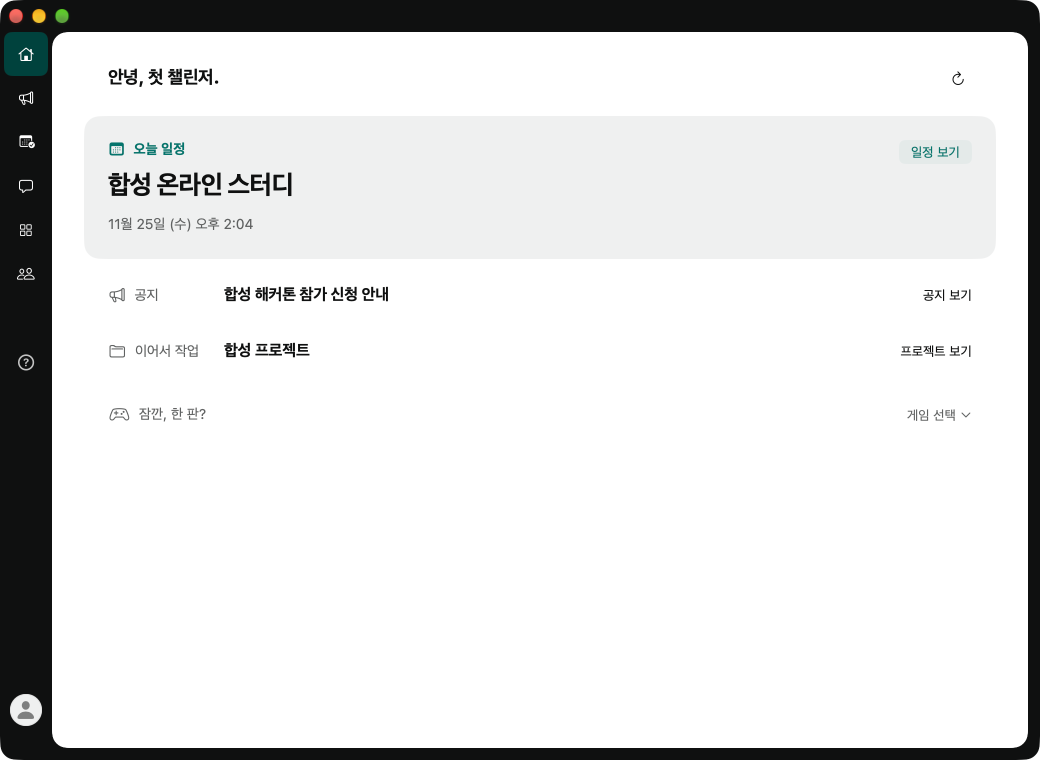 안녕, 첫 챌린저.
오늘 일정
일정 보기
합성 온라인 스터디
11월 25일 (수) 오후 2:04
공지
합성 해커톤 참가 신청 안내
공지 보기
이어서 작업
합성 프로젝트
프로젝트 보기
잠깐, 한 판?
게임 선택